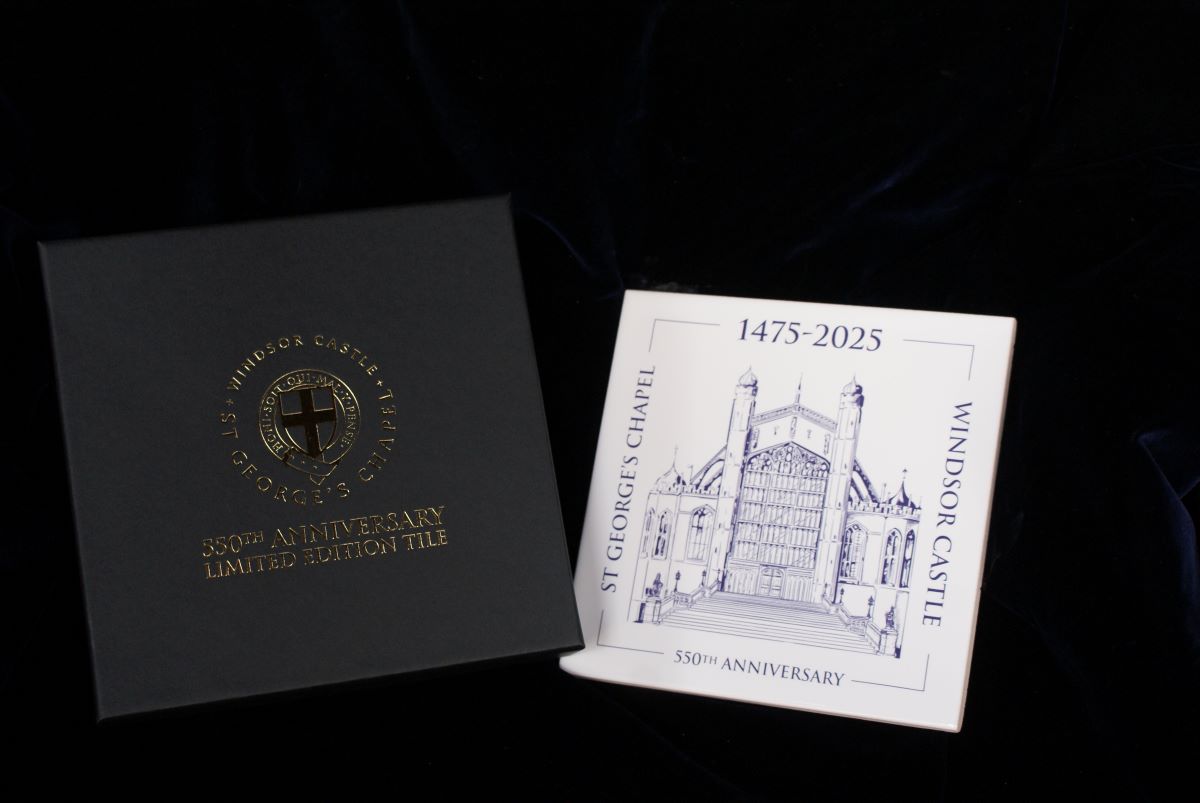 ST GEORGE'S CHAPEL + WINDSOR CASTLE +
HONI·SOIT·QUI·MAL·Y·PENSE
550TH ANNIVERSARY
LIMITED EDITION TILE
1475-2025
ST GEORGE'S CHAPEL
WINDSOR CASTLE
550TH ANNIVERSARY